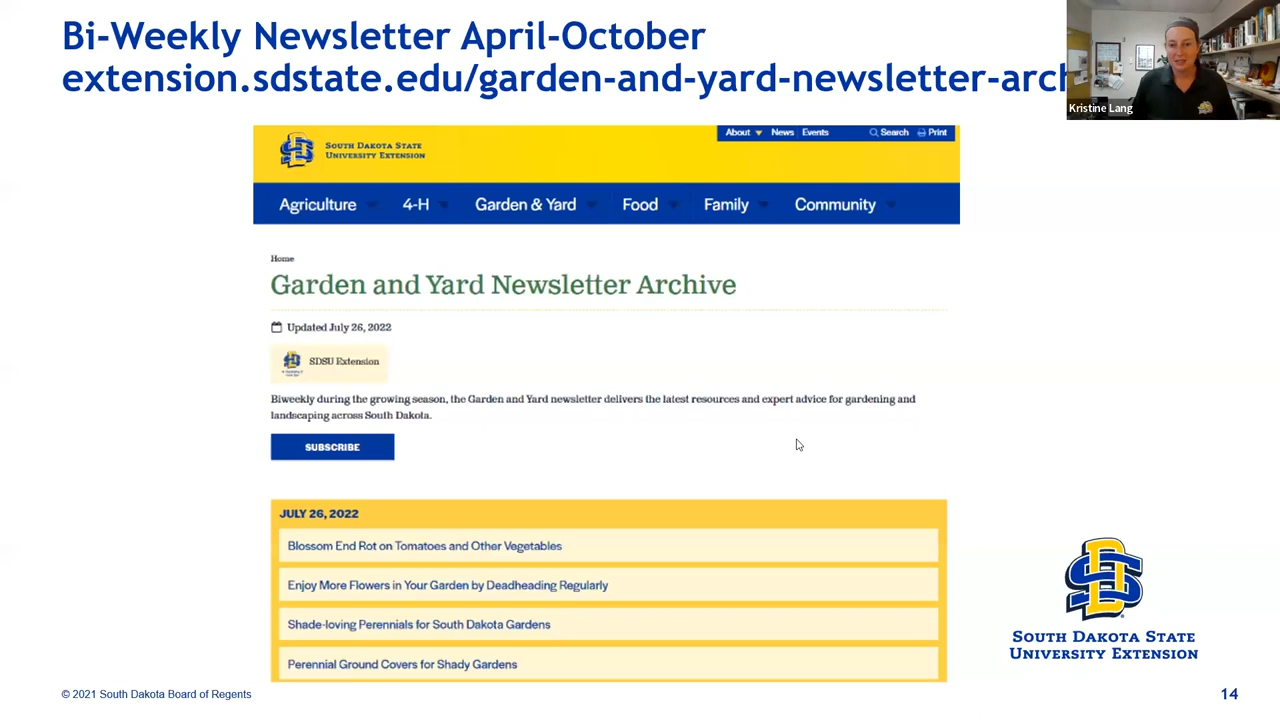 Bi-Weekly Newsletter April-October
extension.sdstate.edu/garden-and-yard-newsletter-arch
Kristine Lang
SOUTH DAKOTA STATE
UNIVERSITY EXTENSION
About News Events Search Print
Agriculture 4-H Garden & Yard Food Family Community
Home
Garden and Yard Newsletter Archive
Updated July 26, 2022
SDSU Extension
Biweekly during the growing season, the Garden and Yard newsletter delivers the latest resources and expert advice for gardening and
landscaping across South Dakota.
SUBSCRIBE
JULY 26, 2022
Blossom End Rot on Tomatoes and Other Vegetables
Enjoy More Flowers in Your Garden by Deadheading Regularly
Shade-loving Perennials for South Dakota Gardens
Perennial Ground Covers for Shady Gardens
SOUTH DAKOTA STATE
UNIVERSITY EXTENSION
© 2021 South Dakota Board of Regents
14